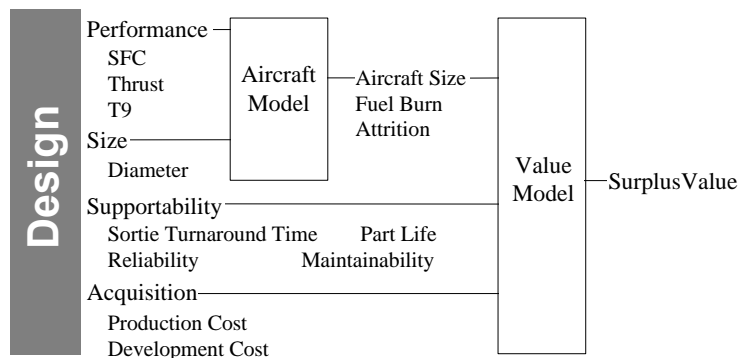 Design
Performance
SFC
Thrust
T9
Size
Diameter
Aircraft
Model
Aircraft Size
Fuel Burn
Attrition
Value
Model
SurplusValue
Supportability
Sortie Turnaround Time Part Life
Reliability Maintainability
Acquisition
Production Cost
Development Cost